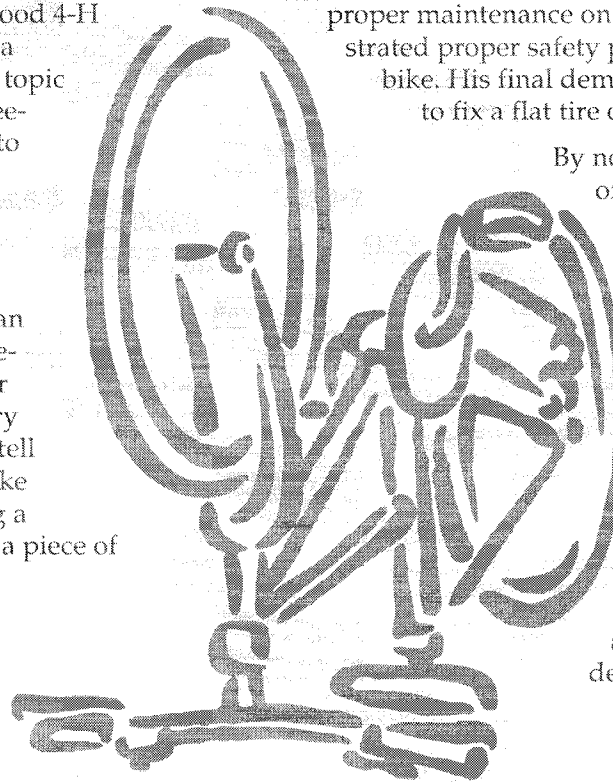 ood 4-H
a
topic
ee-
to
an
e-
r
ry
tell
ke
g a
a piece of
proper maintenance on
strated proper safety p
bike. His final dem
to fix a flat tire o
By no
o
a
de